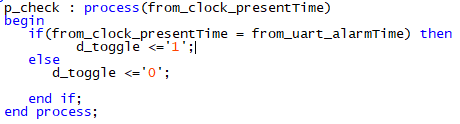 p_check : process(from_clock_presentTime)
begin
if(from_clock_presentTime = from_uart_alarmTime) then
d_toggle <='1';
else
d_toggle <='0';
end if;
end process;